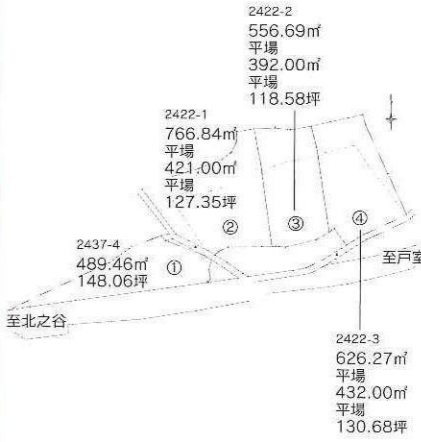 2422-2
556.69㎡
平場
392.00㎡
平場
118.58坪
2422-1
766.84㎡
平場
421.00㎡
平場
127.35坪
②
③
④
2437-4
489.46㎡
148.06坪
①
至戸室
至北之谷
2422-3
626.27㎡
平場
432.00㎡
平場
130.68坪